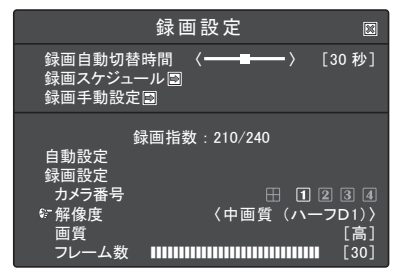 録画設定
録画自動切替時間 〈 〉 [30 秒]
録画スケジュール
録画手動設定
録画指数 : 210/240
自動設定
録画設定
カメラ番号 1 2 3 4
解像度 〈中画質（ハーフD1）〉
画質 [高]
フレーム数 [30]